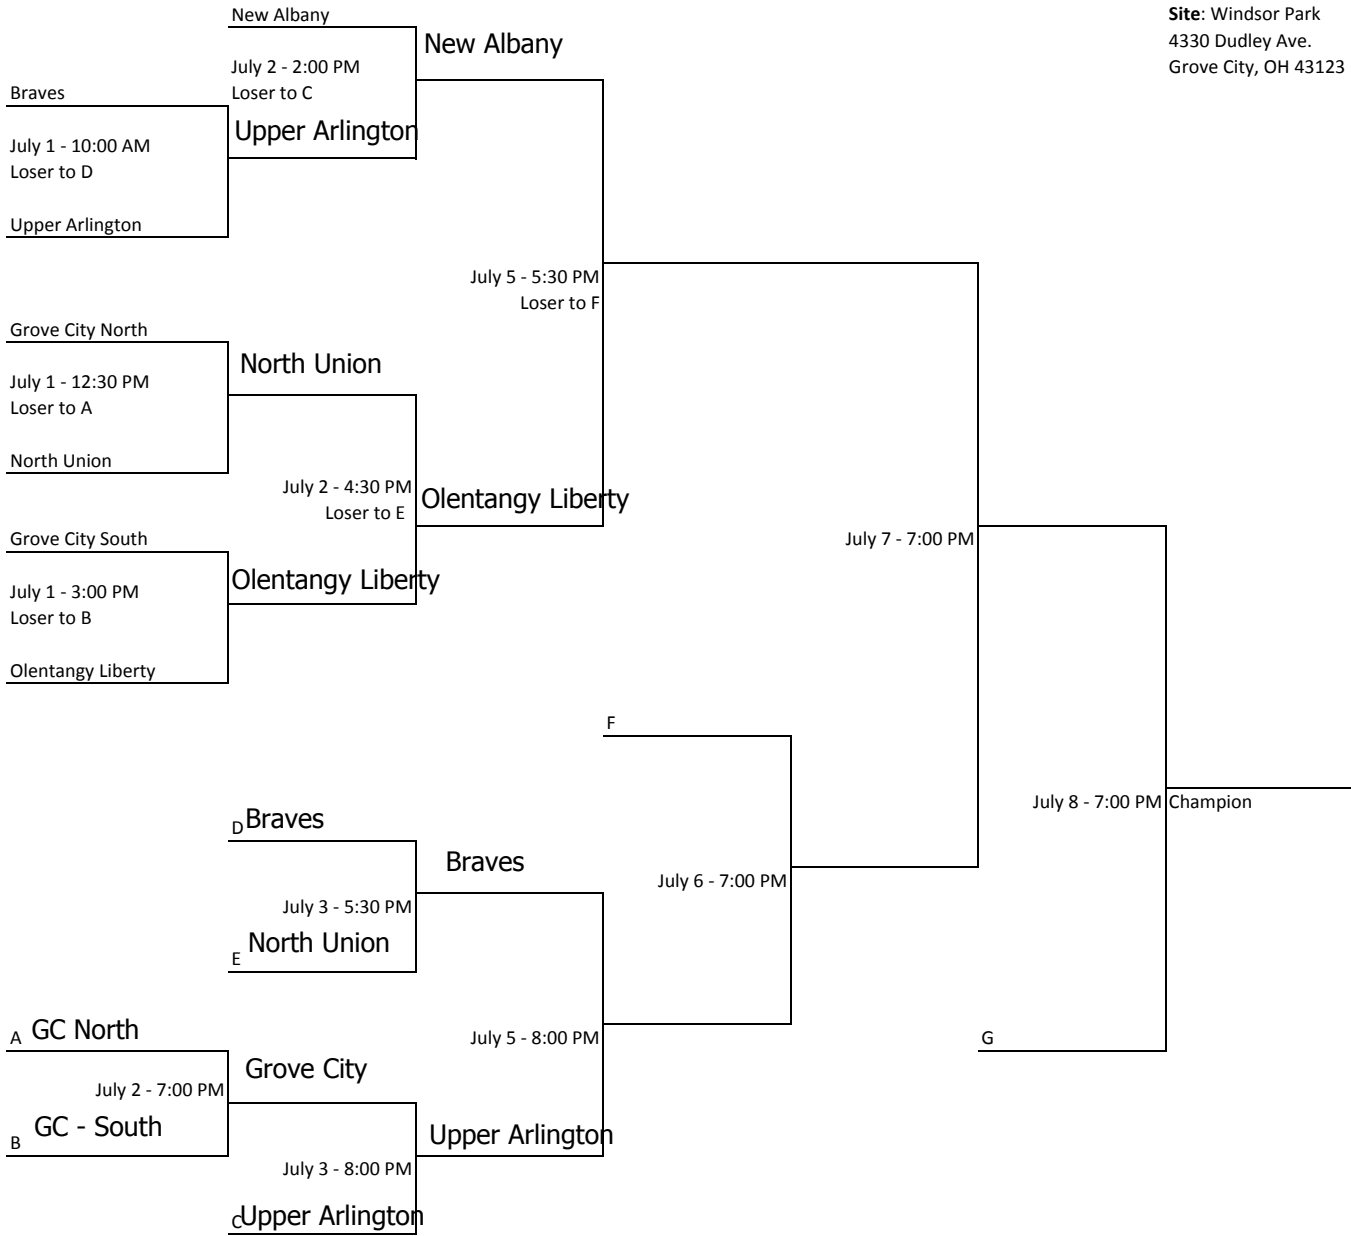 New Albany
Site: Windsor Park
4330 Dudley Ave.
Grove City, OH 43123
New Albany
July 2 - 2:00 PM
Loser to C
Braves
Upper Arlington
July 1 - 10:00 AM
Loser to D
Upper Arlington
July 5 - 5:30 PM
Loser to F
Grove City North
North Union
July 1 - 12:30 PM
Loser to A
North Union
July 2 - 4:30 PM
Loser to E
Olentangy Liberty
Grove City South
July 7 - 7:00 PM
Olentangy Liberty
July 1 - 3:00 PM
Loser to B
Olentangy Liberty
F
July 8 - 7:00 PM
Champion
D Braves
Braves
July 6 - 7:00 PM
July 3 - 5:30 PM
E North Union
A GC North
July 5 - 8:00 PM
G
Grove City
July 2 - 7:00 PM
B GC - South
Upper Arlington
July 3 - 8:00 PM
C Upper Arlington